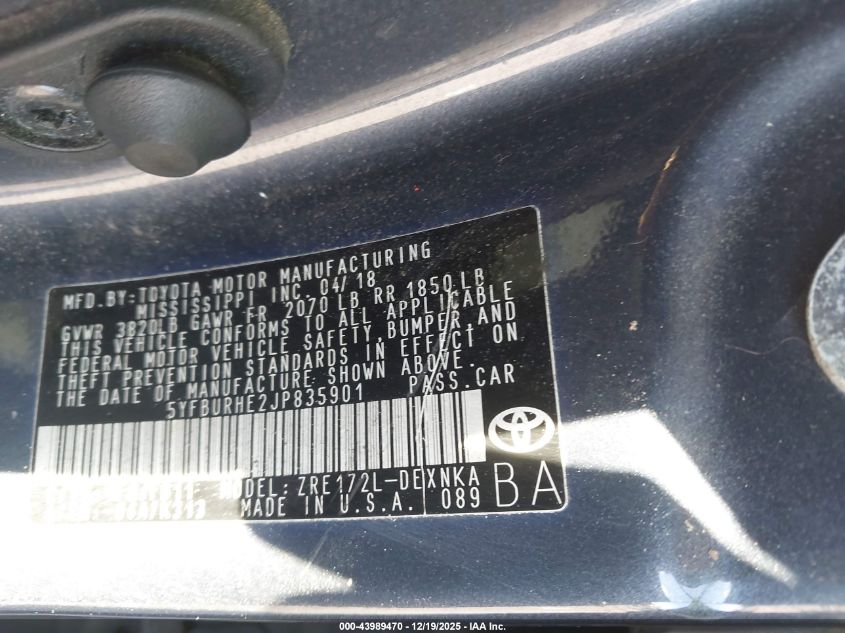 MFD. BY: TOYOTA MOTOR MANUFACTURING
MISSISSIPPI INC 04/18
GVWR 3820LB GAWR FR 2070 LB RR 1850 LB
THIS VEHICLE CONFORMS TO ALL APPLICABLE
FEDERAL MOTOR VEHICLE SAFETY, BUMPER, AND
THEFT PREVENTION STANDARDS IN EFFECT ON
THE DATE OF MANUFACTURE SHOWN ABOVE.
5YFBURHE2JP835901 PASS. CAR
MODEL: ZRE172L-DEXNKA
MADE IN U.S.A. 089
BA
000-43989470 - 12/19/2025 - IAA Inc.